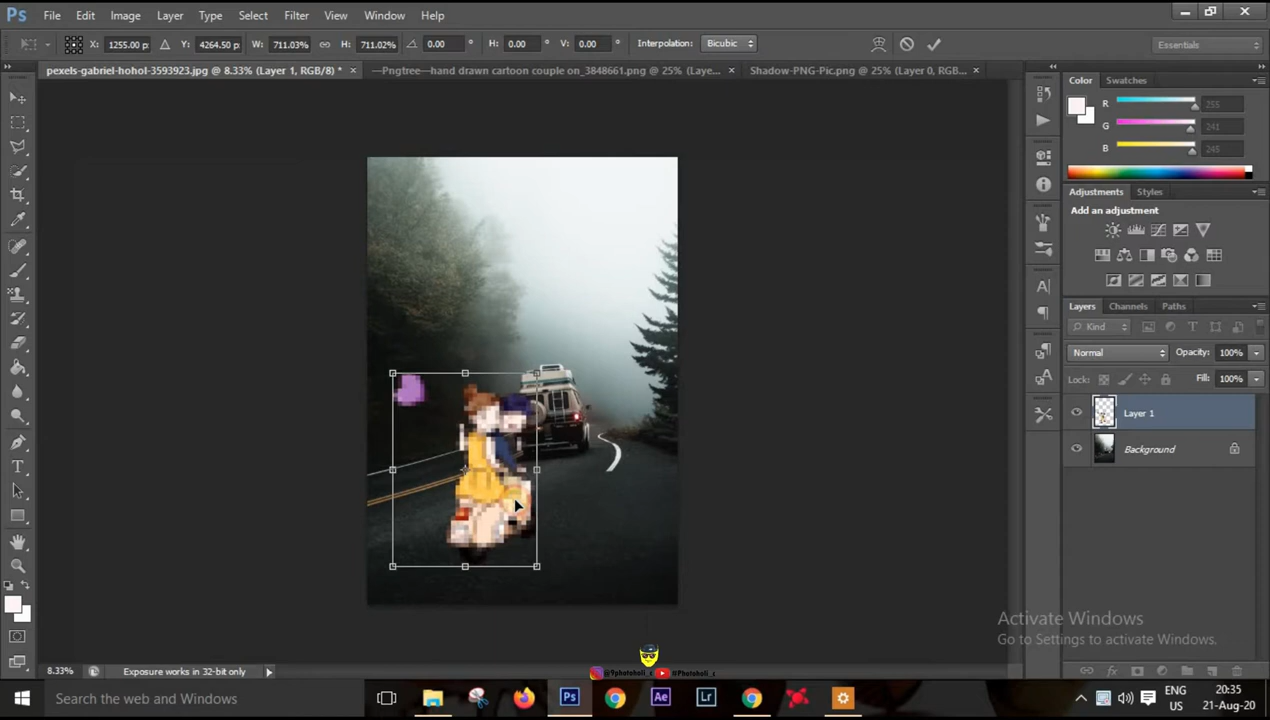 Ps File Edit Image Layer Type Select Filter View Window Help
X: 1255.00 p: Y: 4264.50 p: W: 711.03% H: 711.02% 0.00 ° H: 0.00 ° V: 0.00 ° Interpolation: Bicubic Essentials
pexels-gabriel-hohol-3593923.jpg @ 8.33% (Layer 1, RGB/8) * × —Pngtree—hand drawn cartoon couple on_3848661.png @ 25% (Laye... × Shadow-PNG-Pic.png @ 25% (Layer 0, RGB... ×
Color Swatches
R 255
G 241
B 245
Adjustments Styles
Add an adjustment
Layers Channels Paths
Kind
Normal Opacity: 100%
Lock: Fill: 100%
Layer 1
Background
Activate Windows
Go to Settings to activate Windows.
8.33% Exposure works in 32-bit only
@9photoholi_c @Photoholi_c
Search the web and Windows
Ps Ae Lr
ENG 20:35
US 21-Aug-20